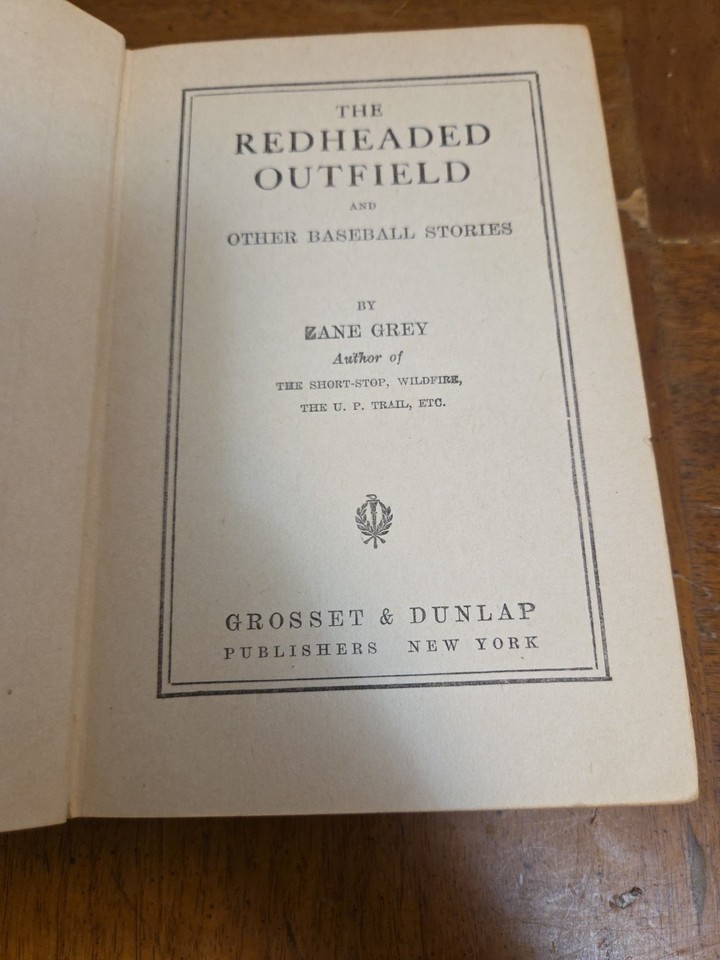 THE
REDHEADED
OUTFIELD
AND
OTHER BASEBALL STORIES
BY
ZANE GREY
Author of
THE SHORT-STOP, WILDFIRE,
THE U. P. TRAIL, ETC.
GROSSET & DUNLAP
PUBLISHERS NEW YORK